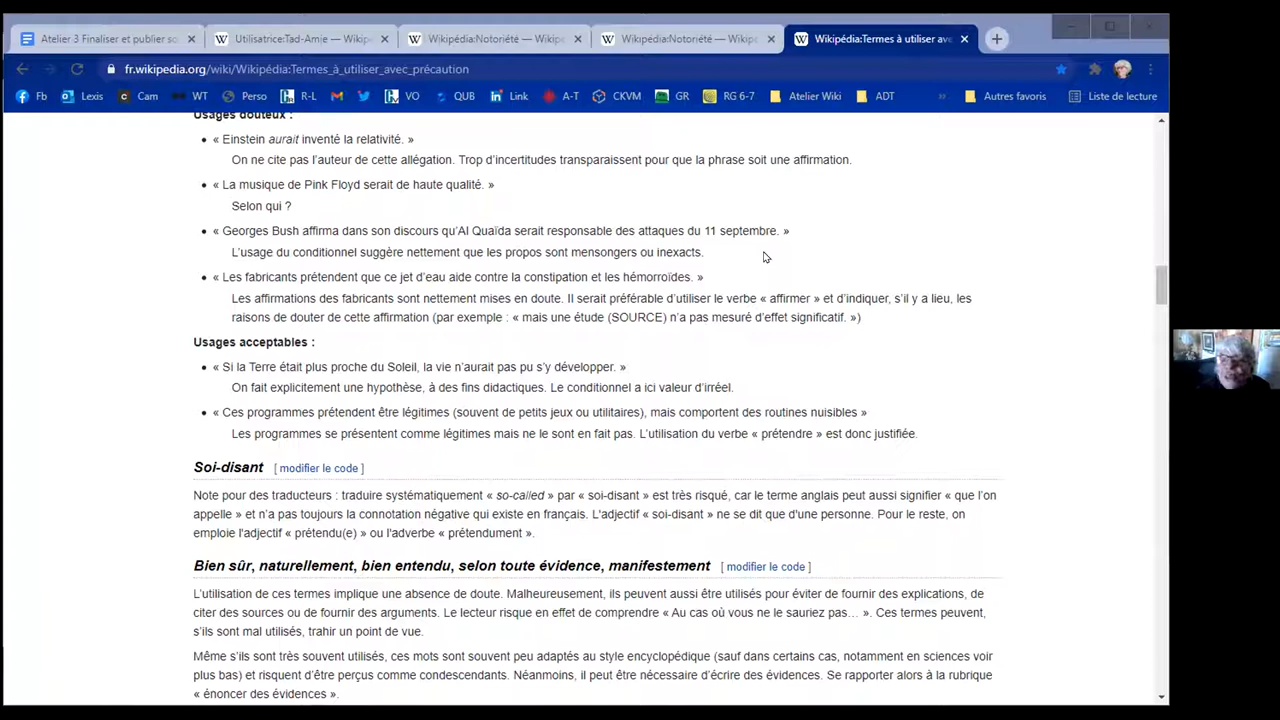 Atelier 3 Finaliser et publier so
Utilisatrice:Tad-Amie — Wikip
Wikipédia:Notoriété — Wikipé
Wikipédia:Notoriété — Wikipé
Wikipédia:Termes à utiliser ave
fr.wikipedia.org/wiki/Wikipédia:Termes_à_utiliser_avec_précaution
Fb Lexis Cam WT Perso R-L VO QUB Link A-T CKVM GR RG 6-7 Atelier Wiki ADT » Autres favoris Liste de lecture
Usages douteux :
• « Einstein aurait inventé la relativité. »
On ne cite pas l’auteur de cette allégation. Trop d’incertitudes transparaissent pour que la phrase soit une affirmation.
• « La musique de Pink Floyd serait de haute qualité. »
Selon qui ?
• « Georges Bush affirma dans son discours qu’Al Quaïda serait responsable des attaques du 11 septembre. »
L’usage du conditionnel suggère nettement que les propos sont mensongers ou inexacts.
• « Les fabricants prétendent que ce jet d’eau aide contre la constipation et les hémorroïdes. »
Les affirmations des fabricants sont nettement mises en doute. Il serait préférable d’utiliser le verbe « affirmer » et d’indiquer, s’il y a lieu, les
raisons de douter de cette affirmation (par exemple : « mais une étude (SOURCE) n’a pas mesuré d’effet significatif. »)
Usages acceptables :
• « Si la Terre était plus proche du Soleil, la vie n’aurait pas pu s’y développer. »
On fait explicitement une hypothèse, à des fins didactiques. Le conditionnel a ici valeur d’irréel.
• « Ces programmes prétendent être légitimes (souvent de petits jeux ou utilitaires), mais comportent des routines nuisibles »
Les programmes se présentent comme légitimes mais ne le sont en fait pas. L’utilisation du verbe « prétendre » est donc justifiée.
Soi-disant [ modifier le code ]
Note pour des traducteurs : traduire systématiquement « so-called » par « soi-disant » est très risqué, car le terme anglais peut aussi signifier « que l’on
appelle » et n’a pas toujours la connotation négative qui existe en français. L'adjectif « soi-disant » ne se dit que d'une personne. Pour le reste, on
emploie l'adjectif « prétendu(e) » ou l'adverbe « prétendument ».
Bien sûr, naturellement, bien entendu, selon toute évidence, manifestement [ modifier le code ]
L’utilisation de ces termes implique une absence de doute. Malheureusement, ils peuvent aussi être utilisés pour éviter de fournir des explications, de
citer des sources ou de fournir des arguments. Le lecteur risque en effet de comprendre « Au cas où vous ne le sauriez pas… ». Ces termes peuvent,
s’ils sont mal utilisés, trahir un point de vue.
Même s’ils sont très souvent utilisés, ces mots sont souvent peu adaptés au style encyclopédique (sauf dans certains cas, notamment en sciences voir
plus bas) et risquent d’être perçus comme condescendants. Néanmoins, il peut être nécessaire d’écrire des évidences. Se rapporter alors à la rubrique
« énoncer des évidences ».